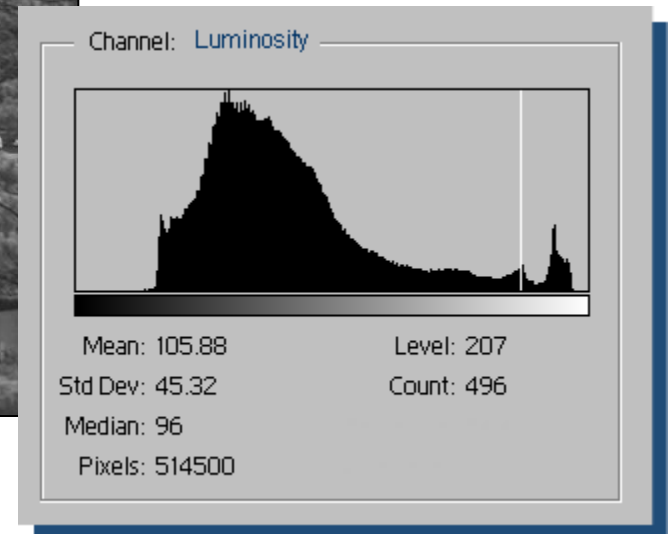 Channel: Luminosity
Mean: 105.88
Level: 207
Std Dev: 45.32
Count: 496
Median: 96
Pixels: 514500